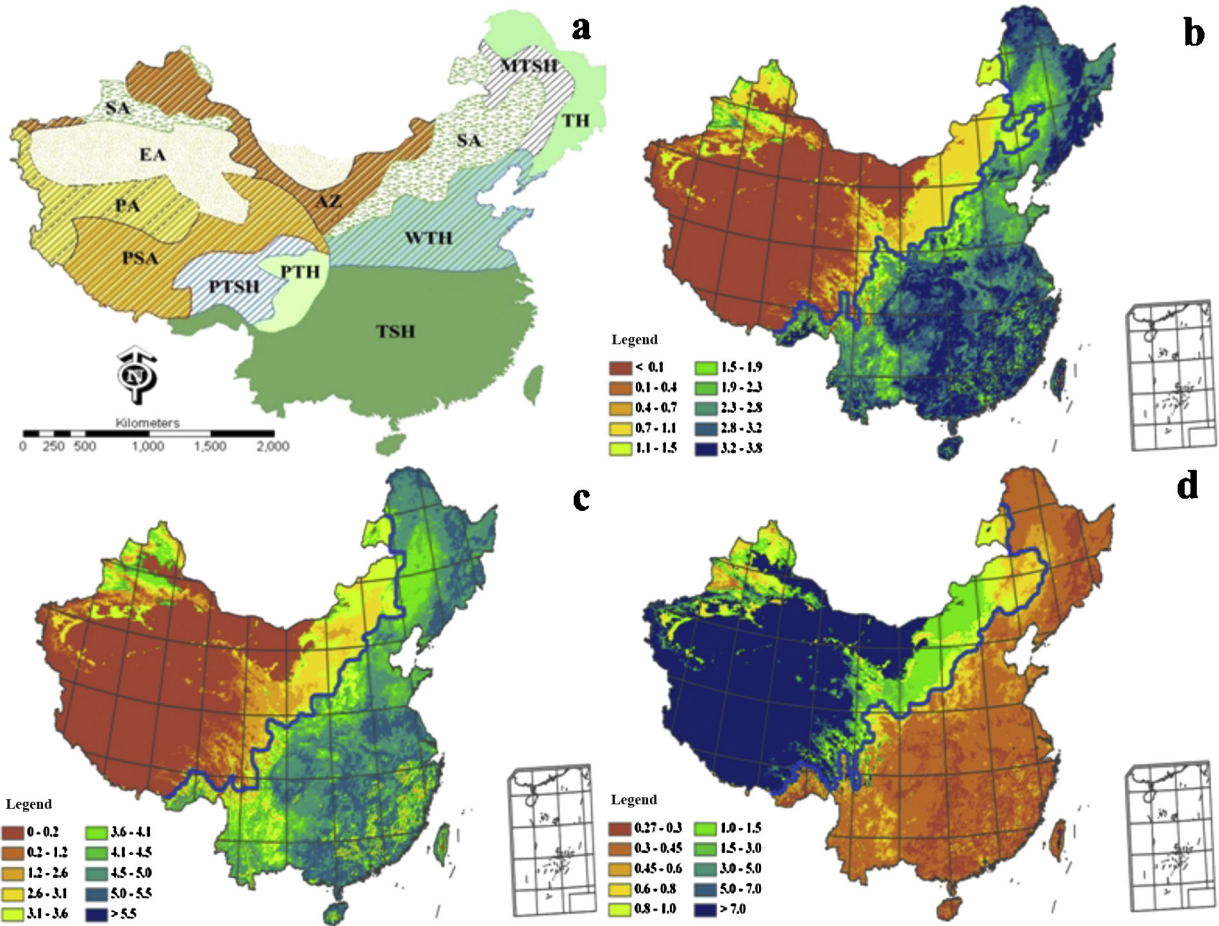 a
MTSH
TH
SA
SA
EA
AZ
PA
WTH
PSA
PTH
PTSH
TSH
N
Kilometers
0 250 500 1,000 1,500 2,000
b
Legend
< 0.1
0.1 - 0.4
0.4 - 0.7
0.7 - 1.1
1.1 - 1.5
1.5 - 1.9
1.9 - 2.3
2.3 - 2.8
2.8 - 3.2
3.2 - 3.8
c
Legend
0 - 0.2
0.2 - 1.2
1.2 - 2.6
2.6 - 3.1
3.1 - 3.6
3.6 - 4.1
4.1 - 4.5
4.5 - 5.0
5.0 - 5.5
> 5.5
d
Legend
0.27 - 0.3
0.3 - 0.45
0.45 - 0.6
0.6 - 0.8
0.8 - 1.0
1.0 - 1.5
1.5 - 3.0
3.0 - 5.0
5.0 - 7.0
> 7.0